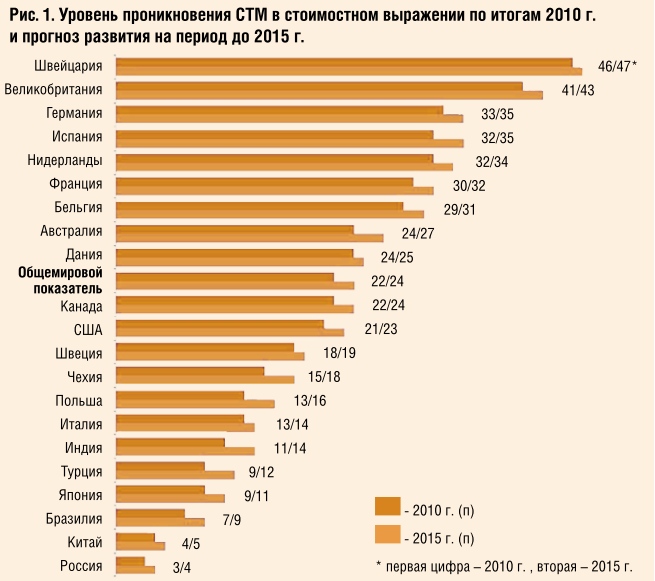 Рис. 1. Уровень проникновения СТМ в стоимостном выражении по итогам 2010 г.
и прогноз развития на период до 2015 г.
Швейцария 46/47*
Великобритания 41/43
Германия 33/35
Испания 32/35
Нидерланды 32/34
Франция 30/32
Бельгия 29/31
Австралия 24/27
Дания 24/25
Общемировой
показатель 22/24
Канада 22/24
США 21/23
Швеция 18/19
Чехия 15/18
Польша 13/16
Италия 13/14
Индия 11/14
Турция 9/12
Япония 9/11
Бразилия 7/9
Китай 4/5
Россия 3/4
- 2010 г. (п)
- 2015 г. (п)
* первая цифра – 2010 г. , вторая – 2015 г.